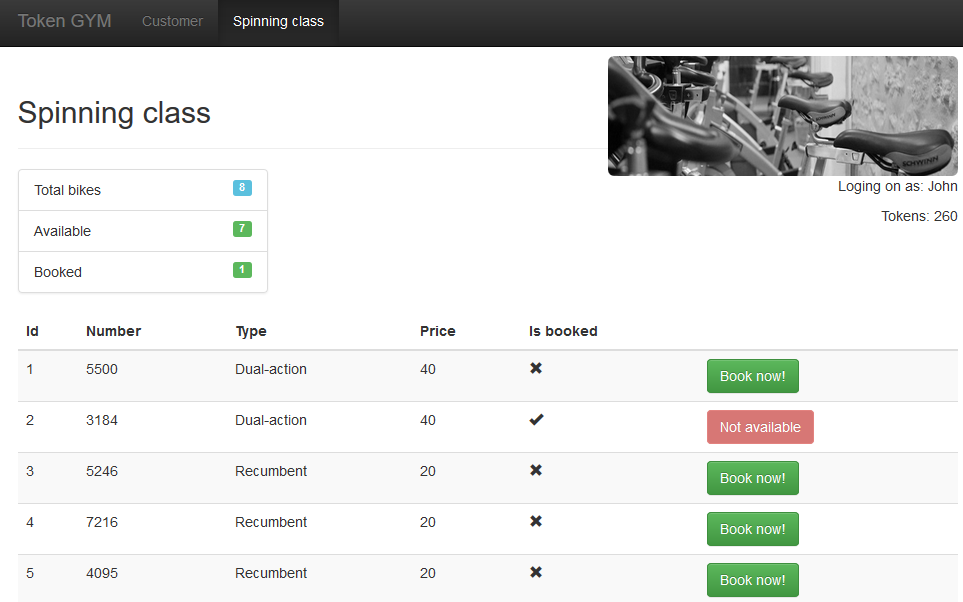 Token GYM Customer Spinning class
Spinning class
SCHWINN
Loging on as: John
Tokens: 260
Total bikes 8
Available 7
Booked 1
Id Number Type Price Is booked
1 5500 Dual-action 40 ✖ Book now!
2 3184 Dual-action 40 ✔ Not available
3 5246 Recumbent 20 ✖ Book now!
4 7216 Recumbent 20 ✖ Book now!
5 4095 Recumbent 20 ✖ Book now!